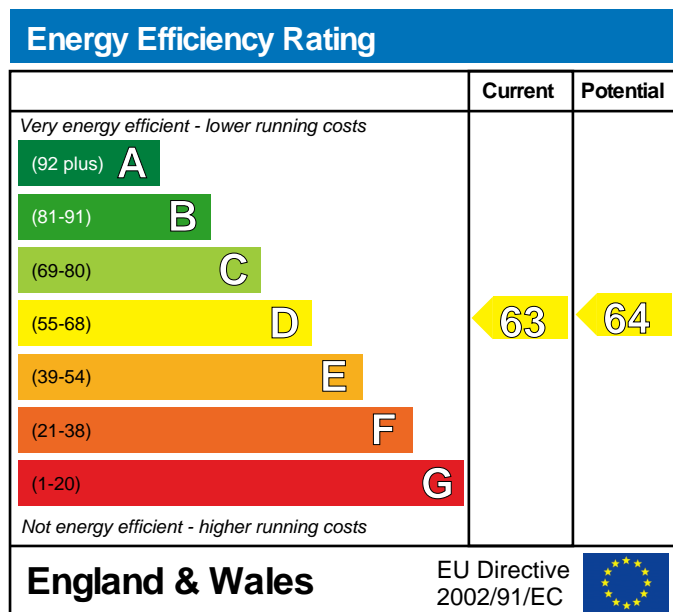 Energy Efficiency Rating
Current Potential
Very energy efficient - lower running costs
(92 plus) A
(81-91) B
(69-80) C
(55-68) D 63 64
(39-54) E
(21-38) F
(1-20) G
Not energy efficient - higher running costs
England & Wales
EU Directive
2002/91/EC